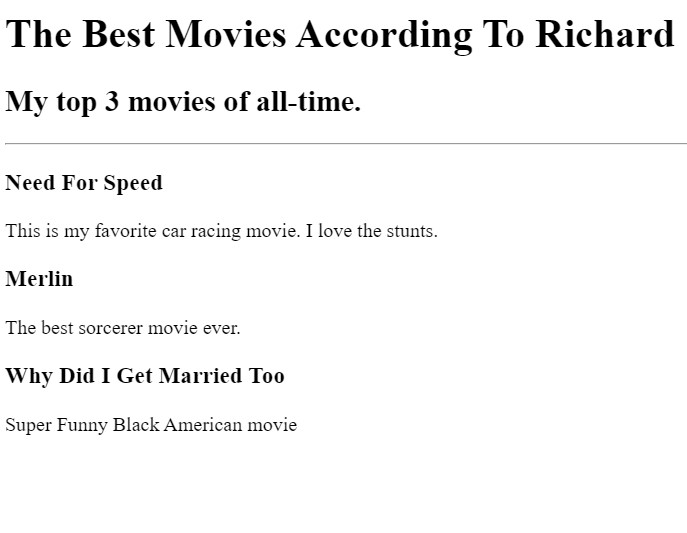 The Best Movies According To Richard
My top 3 movies of all-time.
Need For Speed
This is my favorite car racing movie. I love the stunts.
Merlin
The best sorcerer movie ever.
Why Did I Get Married Too
Super Funny Black American movie